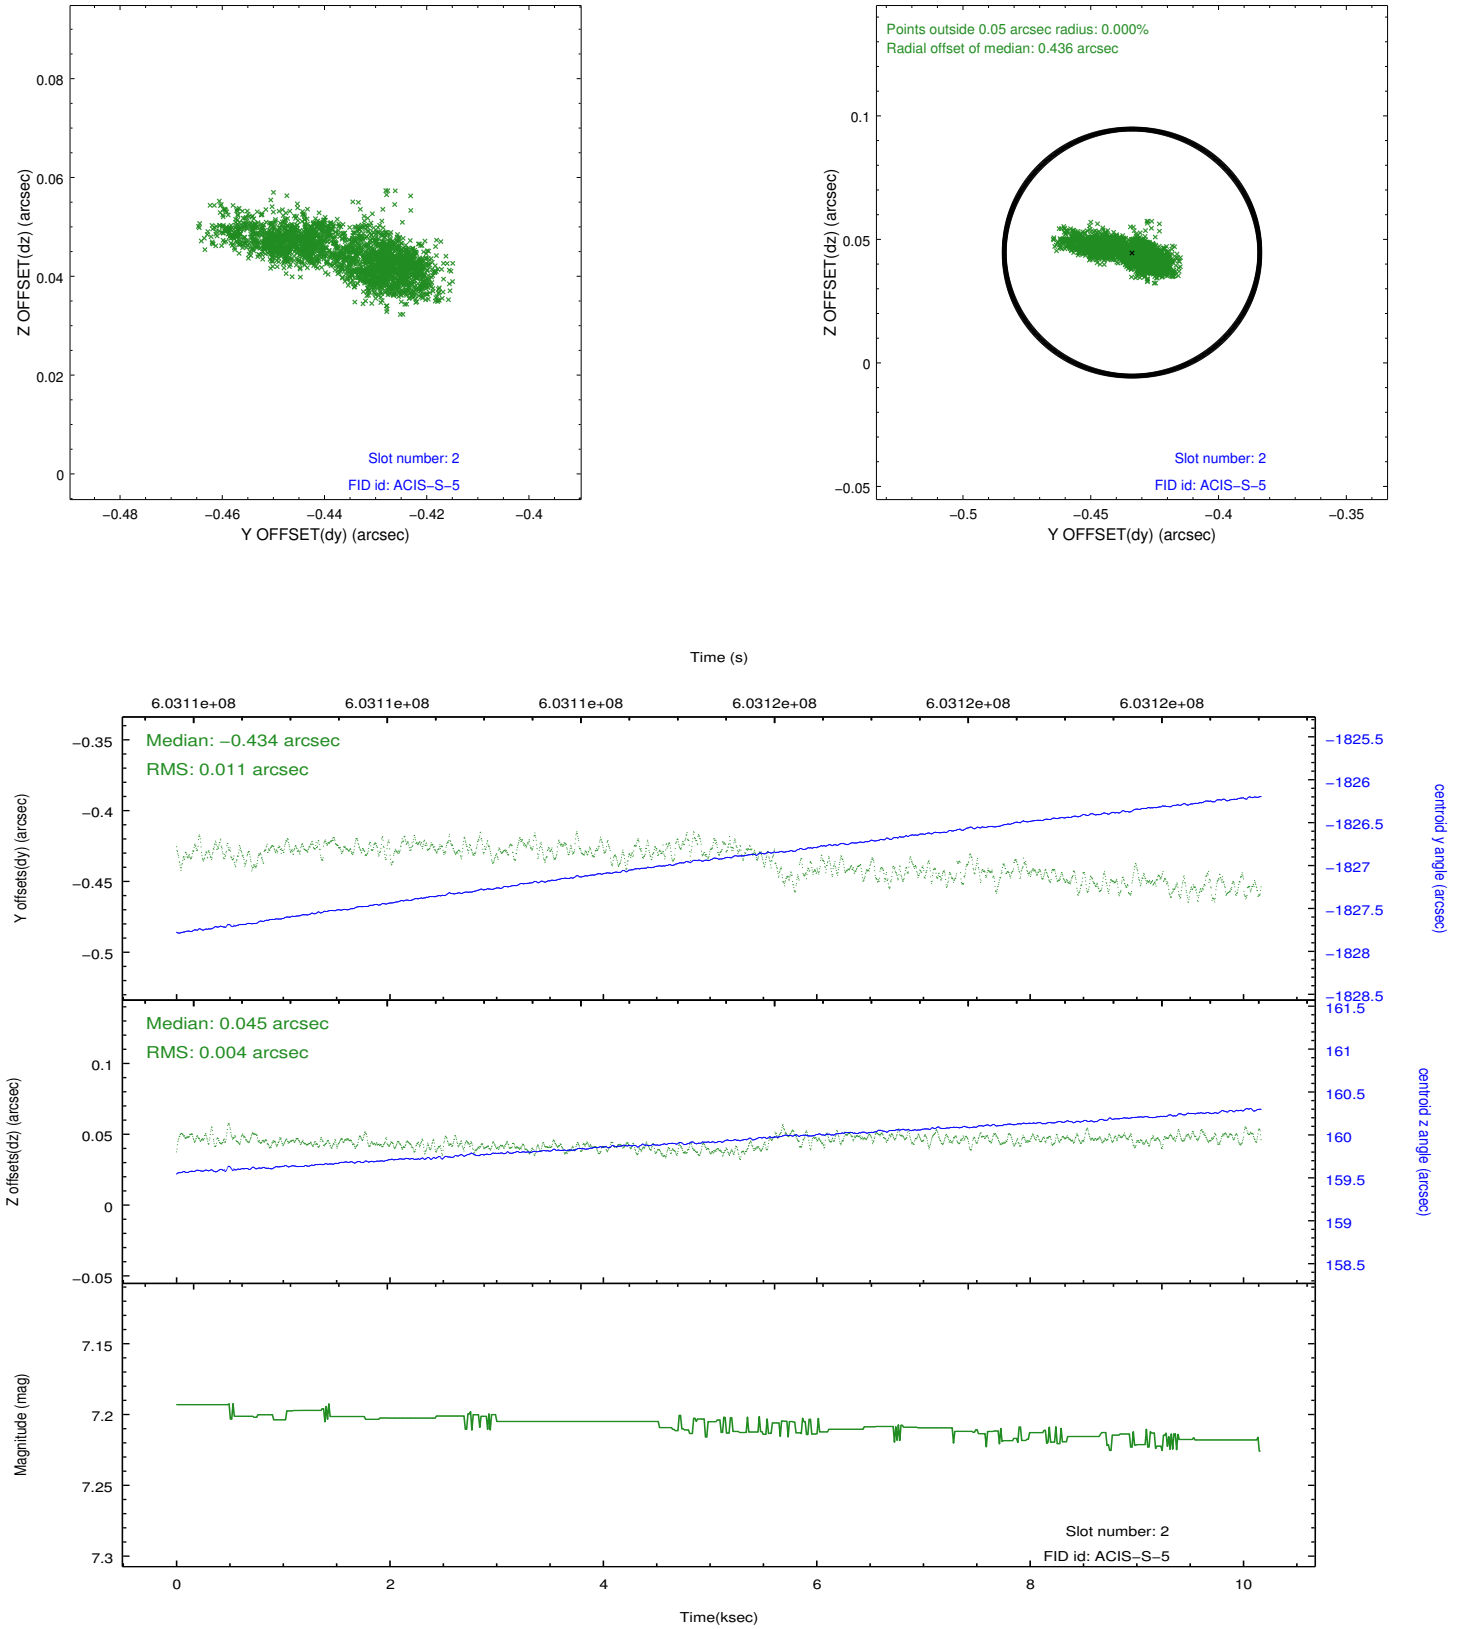 0.08
0.06
0.04
0.02
0
Z OFFSET(dz) (arcsec)
Slot number: 2
FID id: ACIS−S−5
−0.48 −0.46 −0.44 −0.42 −0.4
Y OFFSET(dy) (arcsec)
Points outside 0.05 arcsec radius: 0.000%
Radial offset of median: 0.436 arcsec
0.1
0.05
0
−0.05
Z OFFSET(dz) (arcsec)
Slot number: 2
FID id: ACIS−S−5
−0.5 −0.45 −0.4 −0.35
Y OFFSET(dy) (arcsec)
Time (s)
6.0311e+08 6.0311e+08 6.0311e+08 6.0312e+08 6.0312e+08 6.0312e+08
Median: −0.434 arcsec
RMS: 0.011 arcsec
−0.35
−0.4
−0.45
−0.5
Y offsets(dy) (arcsec)
−1825.5
−1826
−1826.5
−1827
−1827.5
−1828
−1828.5
centroid y angle (arcsec)
Median: 0.045 arcsec
RMS: 0.004 arcsec
0.1
0.05
0
−0.05
Z offsets(dz) (arcsec)
161.5
161
160.5
160
159.5
159
158.5
centroid z angle (arcsec)
7.15
7.2
7.25
7.3
Magnitude (mag)
Slot number: 2
FID id: ACIS−S−5
0 2 4 6 8 10
Time(ksec)